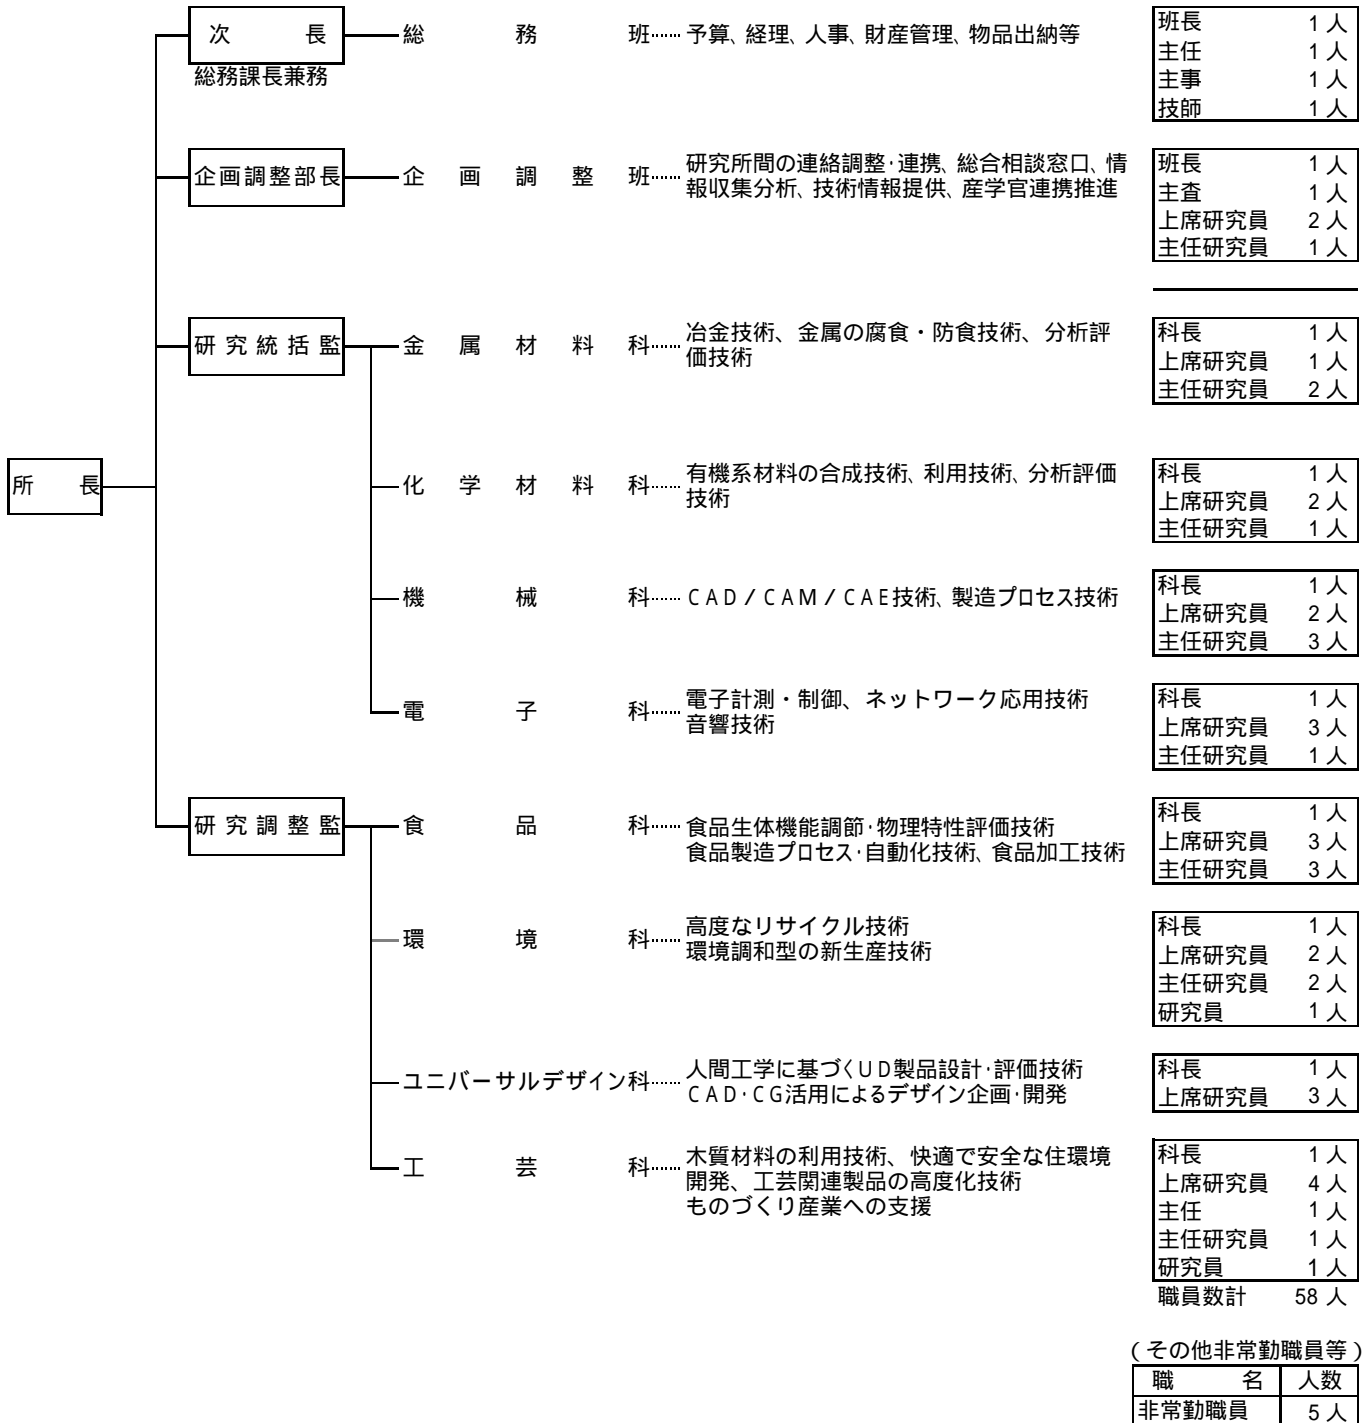 次長
総務課長兼務
総務班
予算、経理、人事、財産管理、物品出納等
班長 1人
主任 1人
主事 1人
技師 1人
企画調整部長
企画調整班
研究所間の連絡調整・連携、総合相談窓口、情
報収集分析、技術情報提供、産学官連携推進
班長 1人
主査 1人
上席研究員 2人
主任研究員 1人
研究統括監
金属材料科
冶金技術、金属の腐食・防食技術、分析評
価技術
科長 1人
上席研究員 1人
主任研究員 2人
所長
化学材料科
有機系材料の合成技術、利用技術、分析評価
技術
科長 1人
上席研究員 2人
主任研究員 1人
機械科
CAD/CAM/CAE技術、製造プロセス技術
科長 1人
上席研究員 2人
主任研究員 3人
電子科
電子計測・制御、ネットワーク応用技術
音響技術
科長 1人
上席研究員 3人
主任研究員 1人
研究調整監
食品科
食品生体機能調節・物理特性評価技術
食品製造プロセス・自動化技術、食品加工技術
科長 1人
上席研究員 3人
主任研究員 3人
環境科
高度なリサイクル技術
環境調和型の新生産技術
科長 1人
上席研究員 2人
主任研究員 2人
研究員 1人
ユニバーサルデザイン科
人間工学に基づくUD製品設計・評価技術
CAD・CG活用によるデザイン企画・開発
科長 1人
上席研究員 3人
工芸科
木質材料の利用技術、快適で安全な住環境
開発、工芸関連製品の高度化技術
ものづくり産業への支援
科長 1人
上席研究員 4人
主任 1人
主任研究員 1人
研究員 1人
職員数計 58人
(その他非常勤職員等)
職名 人数
非常勤職員 5人